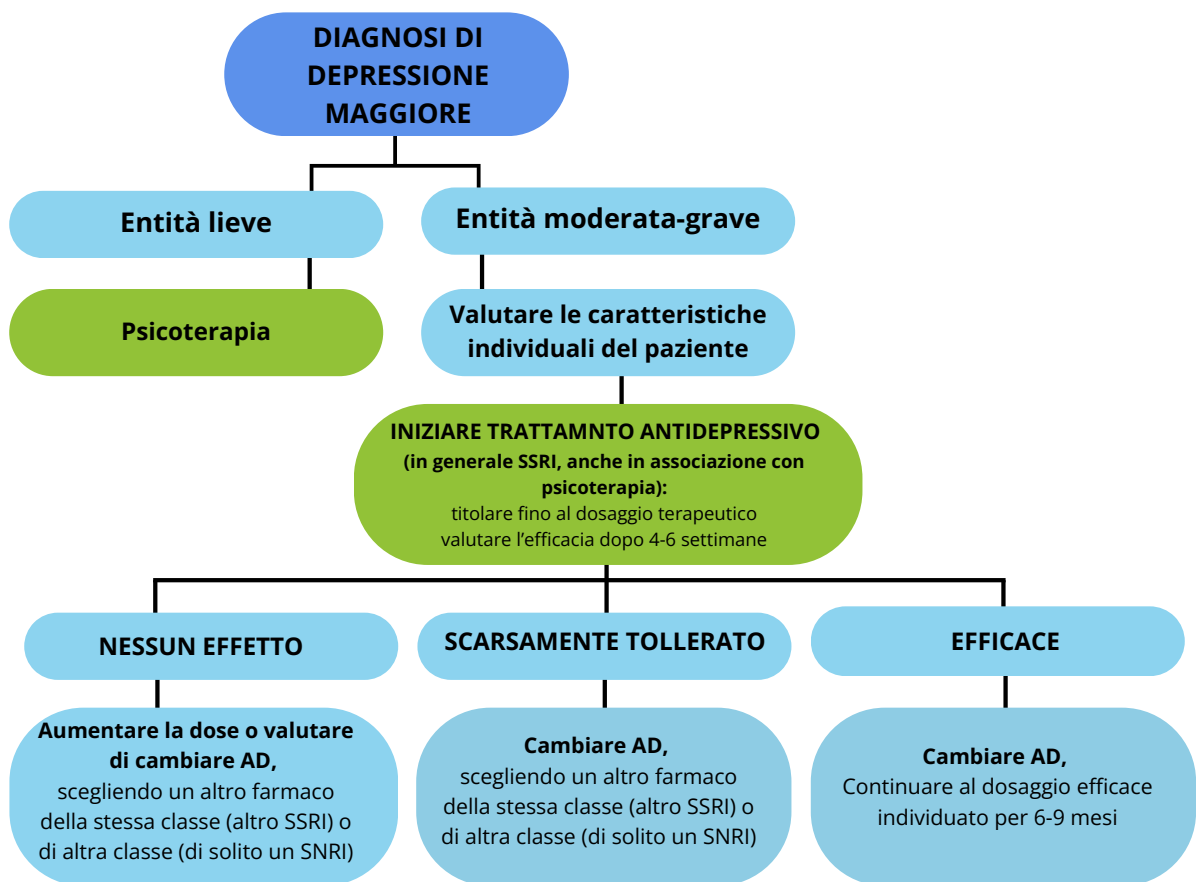 DIAGNOSI DI
DEPRESSIONE
MAGGIORE
Entità lieve
Entità moderata-grave
Psicoterapia
Valutare le caratteristiche
individuali del paziente
INIZIARE TRATTAMNTO ANTIDEPRESSIVO
(in generale SSRI, anche in associazione con
psicoterapia):
titolare fino al dosaggio terapeutico
valutare l’efficacia dopo 4-6 settimane
NESSUN EFFETTO
SCARSAMENTE TOLLERATO
EFFICACE
Aumentare la dose o valutare
di cambiare AD,
scegliendo un altro farmaco
della stessa classe (altro SSRI) o
di altra classe (di solito un SNRI)
Cambiare AD,
scegliendo un altro farmaco
della stessa classe (altro SSRI) o
di altra classe (di solito un SNRI)
Cambiare AD,
Continuare al dosaggio efficace
individuato per 6-9 mesi